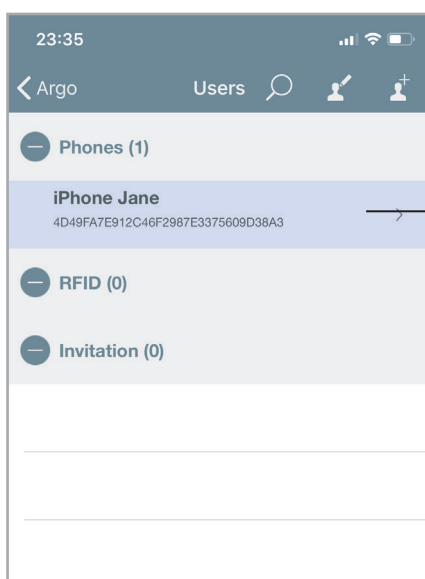 23:35
Argo
Users
Phones (1)
iPhone Jane
4D49FA7E912C46F2987E3375609D38A3
RFID (0)
Invitation (0)